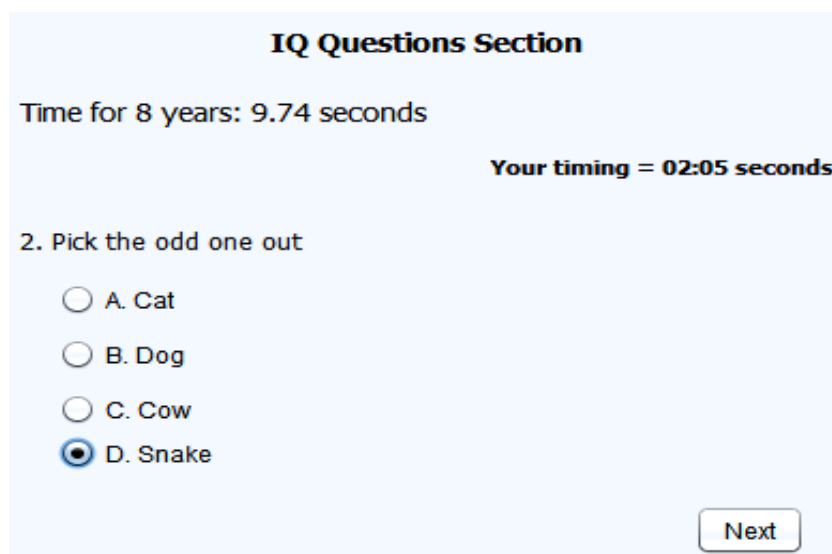 IQ Questions Section
Time for 8 years: 9.74 seconds
Your timing = 02:05 seconds
2. Pick the odd one out
A. Cat
B. Dog
C. Cow
D. Snake
Next